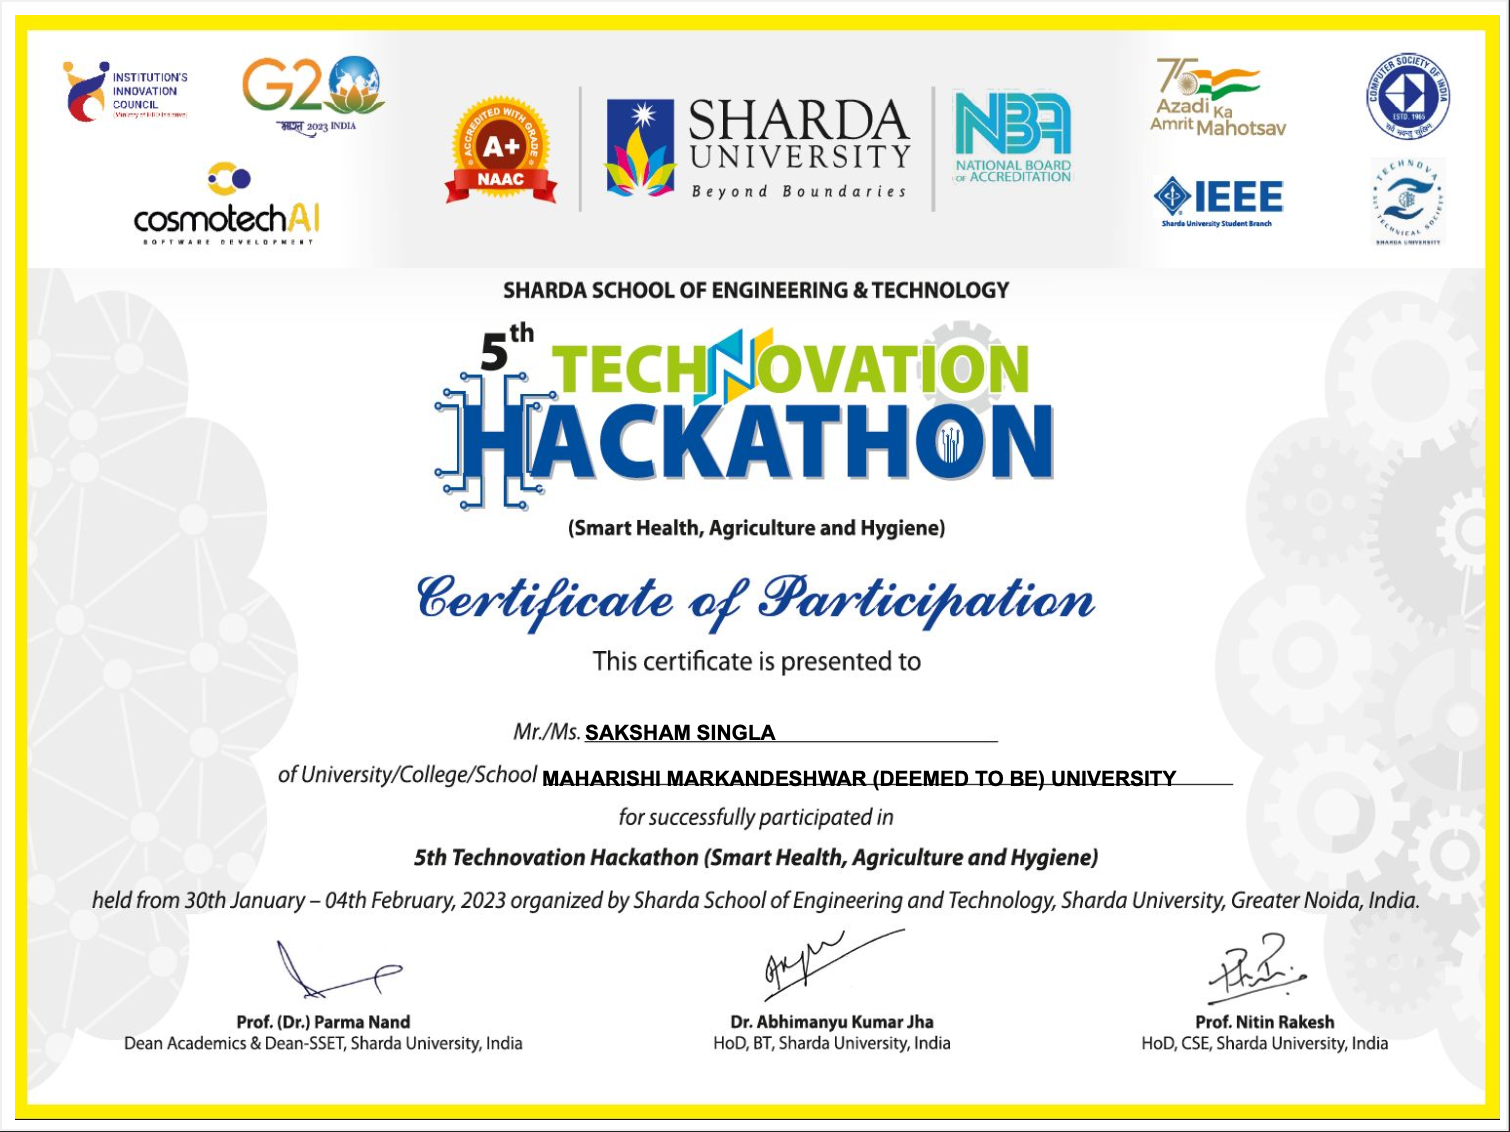 INSTITUTION'S
INNOVATION
COUNCIL
(Ministry of HRD Initiative)
G20
भारत 2023 INDIA
cosmotechAI
SOFTWARE DEVELOPMENT
ACCREDITED WITH GRADE
A+
NAAC
SHARDA
UNIVERSITY
Beyond Boundaries
NBA
NATIONAL BOARD
OF ACCREDITATION
75
Azadi Ka
Amrit Mahotsav
COMPUTER SOCIETY OF INDIA
ESTD. 1965
IEEE
Sharda University Student Branch
TECHNOVA
SET TECHNICAL SOCIETY
SHARDA UNIVERSITY
SHARDA SCHOOL OF ENGINEERING & TECHNOLOGY
5th TECHNOVATION
HACKATHON
(Smart Health, Agriculture and Hygiene)
Certificate of Participation
This certificate is presented to
Mr./Ms. SAKSHAM SINGLA
of University/College/School MAHARISHI MARKANDESHWAR (DEEMED TO BE) UNIVERSITY
for successfully participated in
5th Technovation Hackathon (Smart Health, Agriculture and Hygiene)
held from 30th January – 04th February, 2023 organized by Sharda School of Engineering and Technology, Sharda University, Greater Noida, India.
Prof. (Dr.) Parma Nand
Dean Academics & Dean-SSET, Sharda University, India
Dr. Abhimanyu Kumar Jha
HoD, BT, Sharda University, India
Prof. Nitin Rakesh
HoD, CSE, Sharda University, India